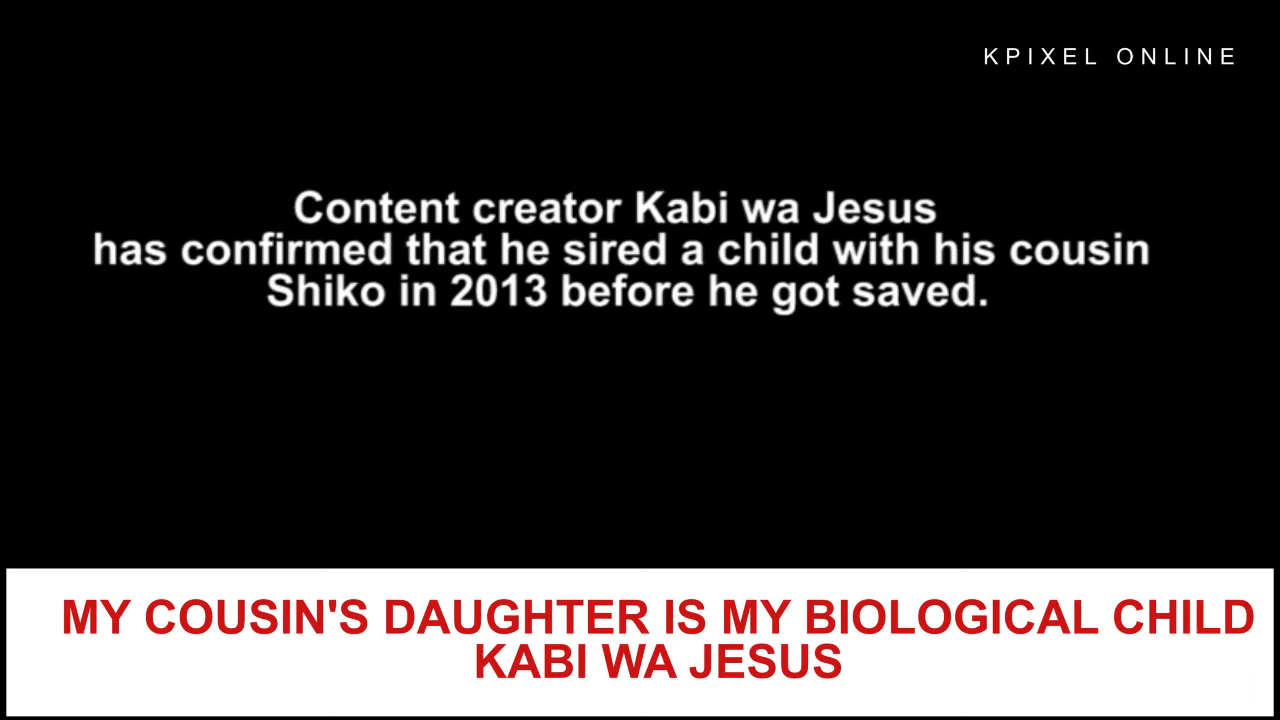 KPIXEL ONLINE
Content creator Kabi wa Jesus
has confirmed that he sired a child with his cousin
Shiko in 2013 before he got saved.
MY COUSIN'S DAUGHTER IS MY BIOLOGICAL CHILD
KABI WA JESUS